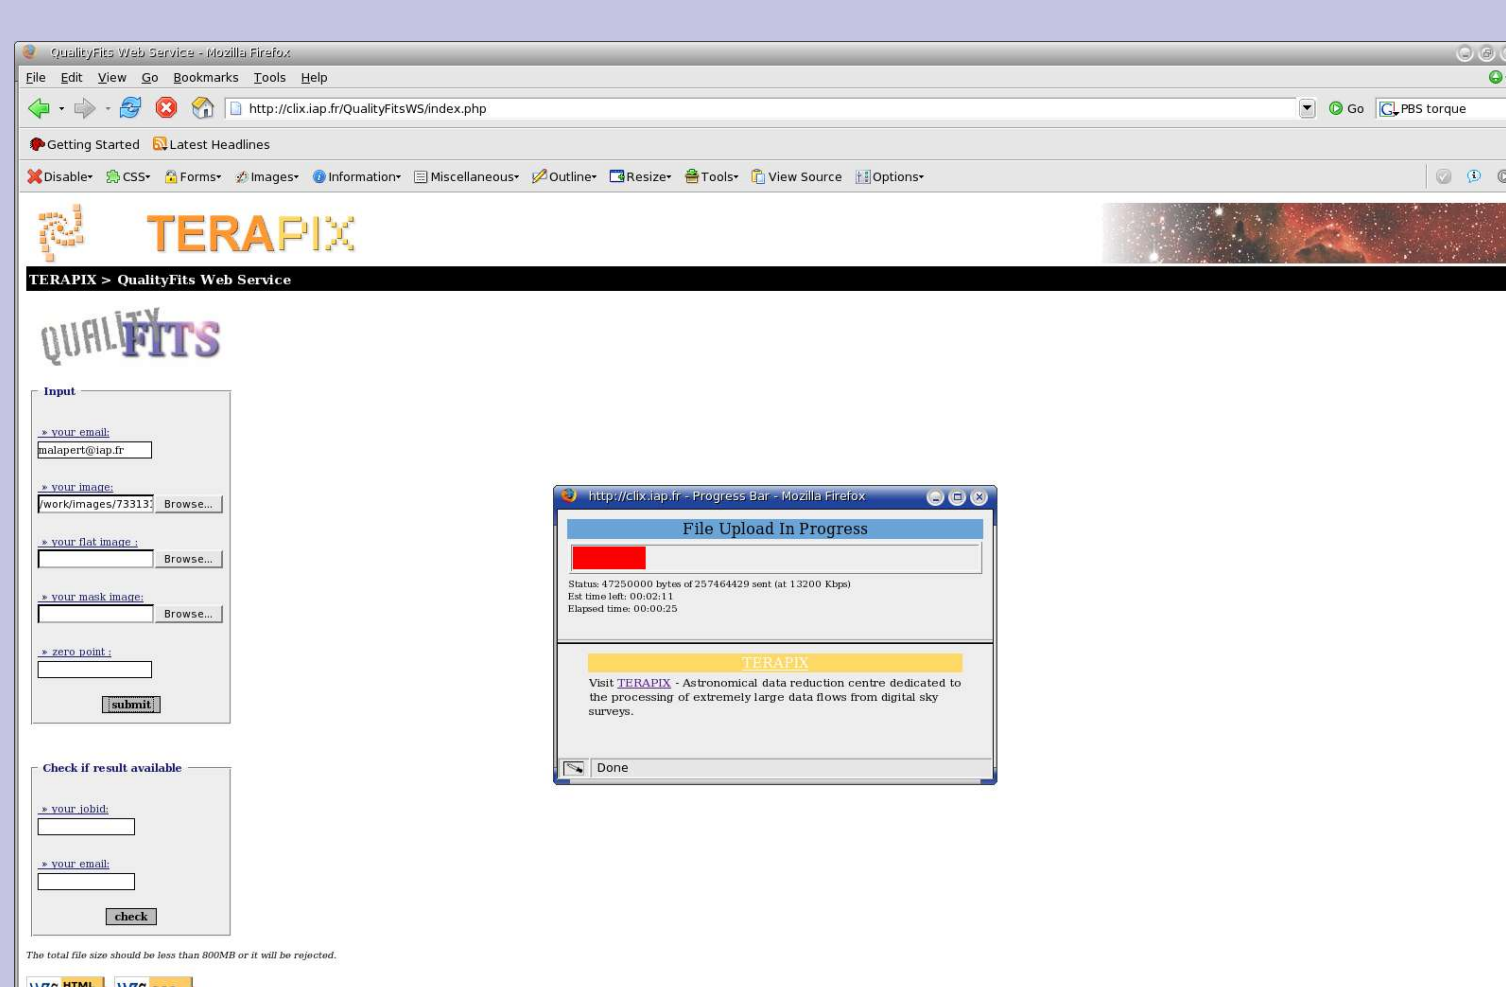 QualityFits Web Service - Mozilla Firefox
File Edit View Go Bookmarks Tools Help
http://clix.iap.fr/QualityFitsWS/index.php Go PBS torque
Getting Started Latest Headlines
Disable CSS Forms Images Information Miscellaneous Outline Resize Tools View Source Options
TERAPIX
TERAPIX > QualityFits Web Service
QUALITY FITS
Input
» your email:
malapert@iap.fr
» your image:
/work/images/73313 Browse...
» your flat image :
Browse...
» your mask image:
Browse...
» zero point :
submit
Check if result available
» your jobid:
» your email:
check
The total file size should be less than 800MB or it will be rejected.
W3C HTML W3C
http://clix.iap.fr - Progress Bar - Mozilla Firefox
File Upload In Progress
Status: 47250000 bytes of 257464429 sent (at 13200 Kbps)
Est time left: 00:02:11
Elapsed time: 00:00:25
TERAPIX
Visit TERAPIX - Astronomical data reduction centre dedicated to
the processing of extremely large data flows from digital sky
surveys.
Done